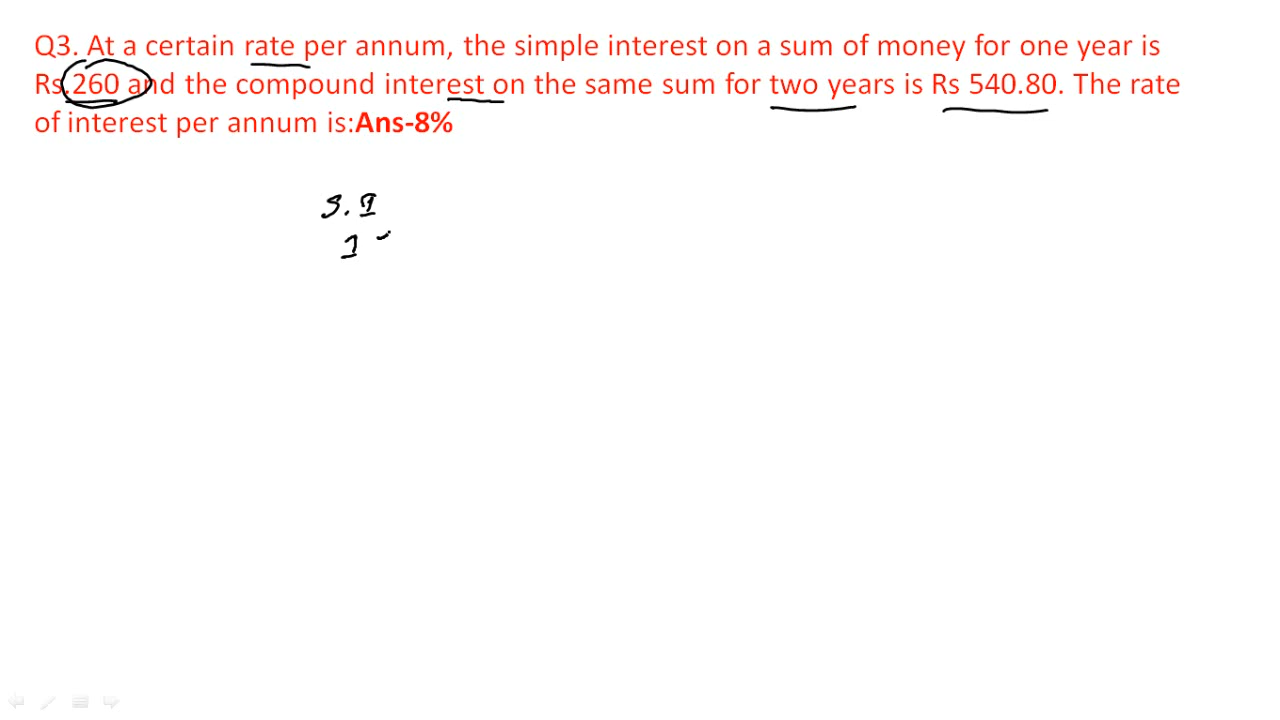 Q3. At a certain rate per annum, the simple interest on a sum of money for one year is
Rs.260 and the compound interest on the same sum for two years is Rs 540.80. The rate
of interest per annum is:Ans-8%
S.I
1 -